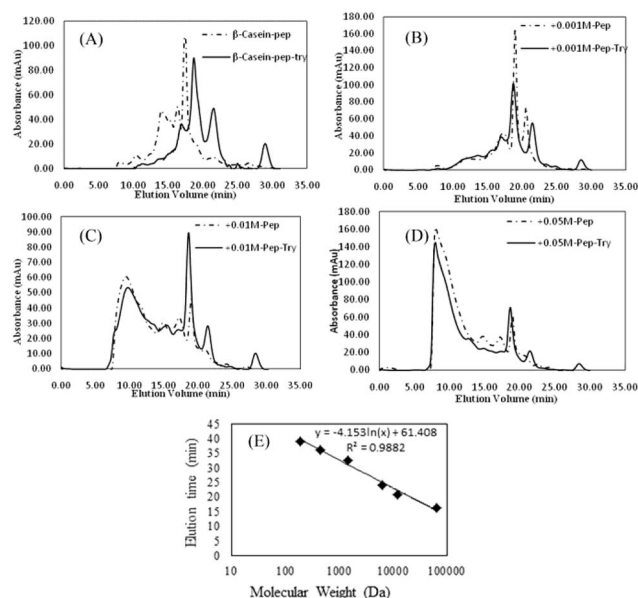 (A)
β-Casein-pep
β-Casein-pep-try
Absorbance (mAu)
120.00
100.00
80.00
60.00
40.00
20.00
0.00
0.00 5.00 10.00 15.00 20.00 25.00 30.00 35.00
Elution Volume (min)
(B)
+0.001M-Pep
+0.001M-Pep-Try
Absorbance (mAu)
180.00
160.00
140.00
120.00
100.00
80.00
60.00
40.00
20.00
0.00
0.00 5.00 10.00 15.00 20.00 25.00 30.00 35.00
Elution Volume (min)
(C)
+0.01M-Pep
+0.01M-Pep-Try
Absorbance (mAu)
100.00
90.00
80.00
70.00
60.00
50.00
40.00
30.00
20.00
10.00
0.00
0.00 5.00 10.00 15.00 20.00 25.00 30.00 35.00
Elution Volume (min)
(D)
+0.05M-Pep
+0.05M-Pep-Try
Absorbance (mAu)
180.00
160.00
140.00
120.00
100.00
80.00
60.00
40.00
20.00
0.00
0.00 5.00 10.00 15.00 20.00 25.00 30.00 35.00
Elution Volume (min)
(E)
y = -4.153ln(x) + 61.408
R² = 0.9882
Elution time (min)
45
40
35
30
25
20
15
10
5
0
10 100 1000 10000 100000
Molecular Weight (Da)